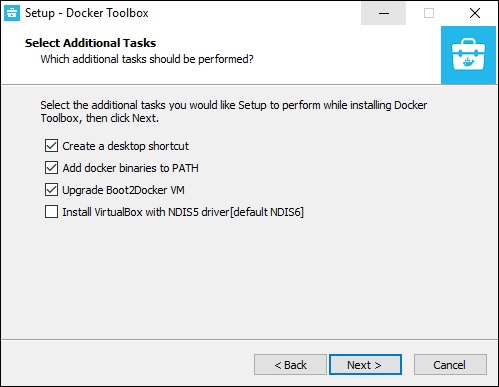 Setup - Docker Toolbox
Select Additional Tasks
Which additional tasks should be performed?
Select the additional tasks you would like Setup to perform while installing Docker
Toolbox, then click Next.
Create a desktop shortcut
Add docker binaries to PATH
Upgrade Boot2Docker VM
Install VirtualBox with NDIS5 driver[default NDIS6]
< Back
Next >
Cancel